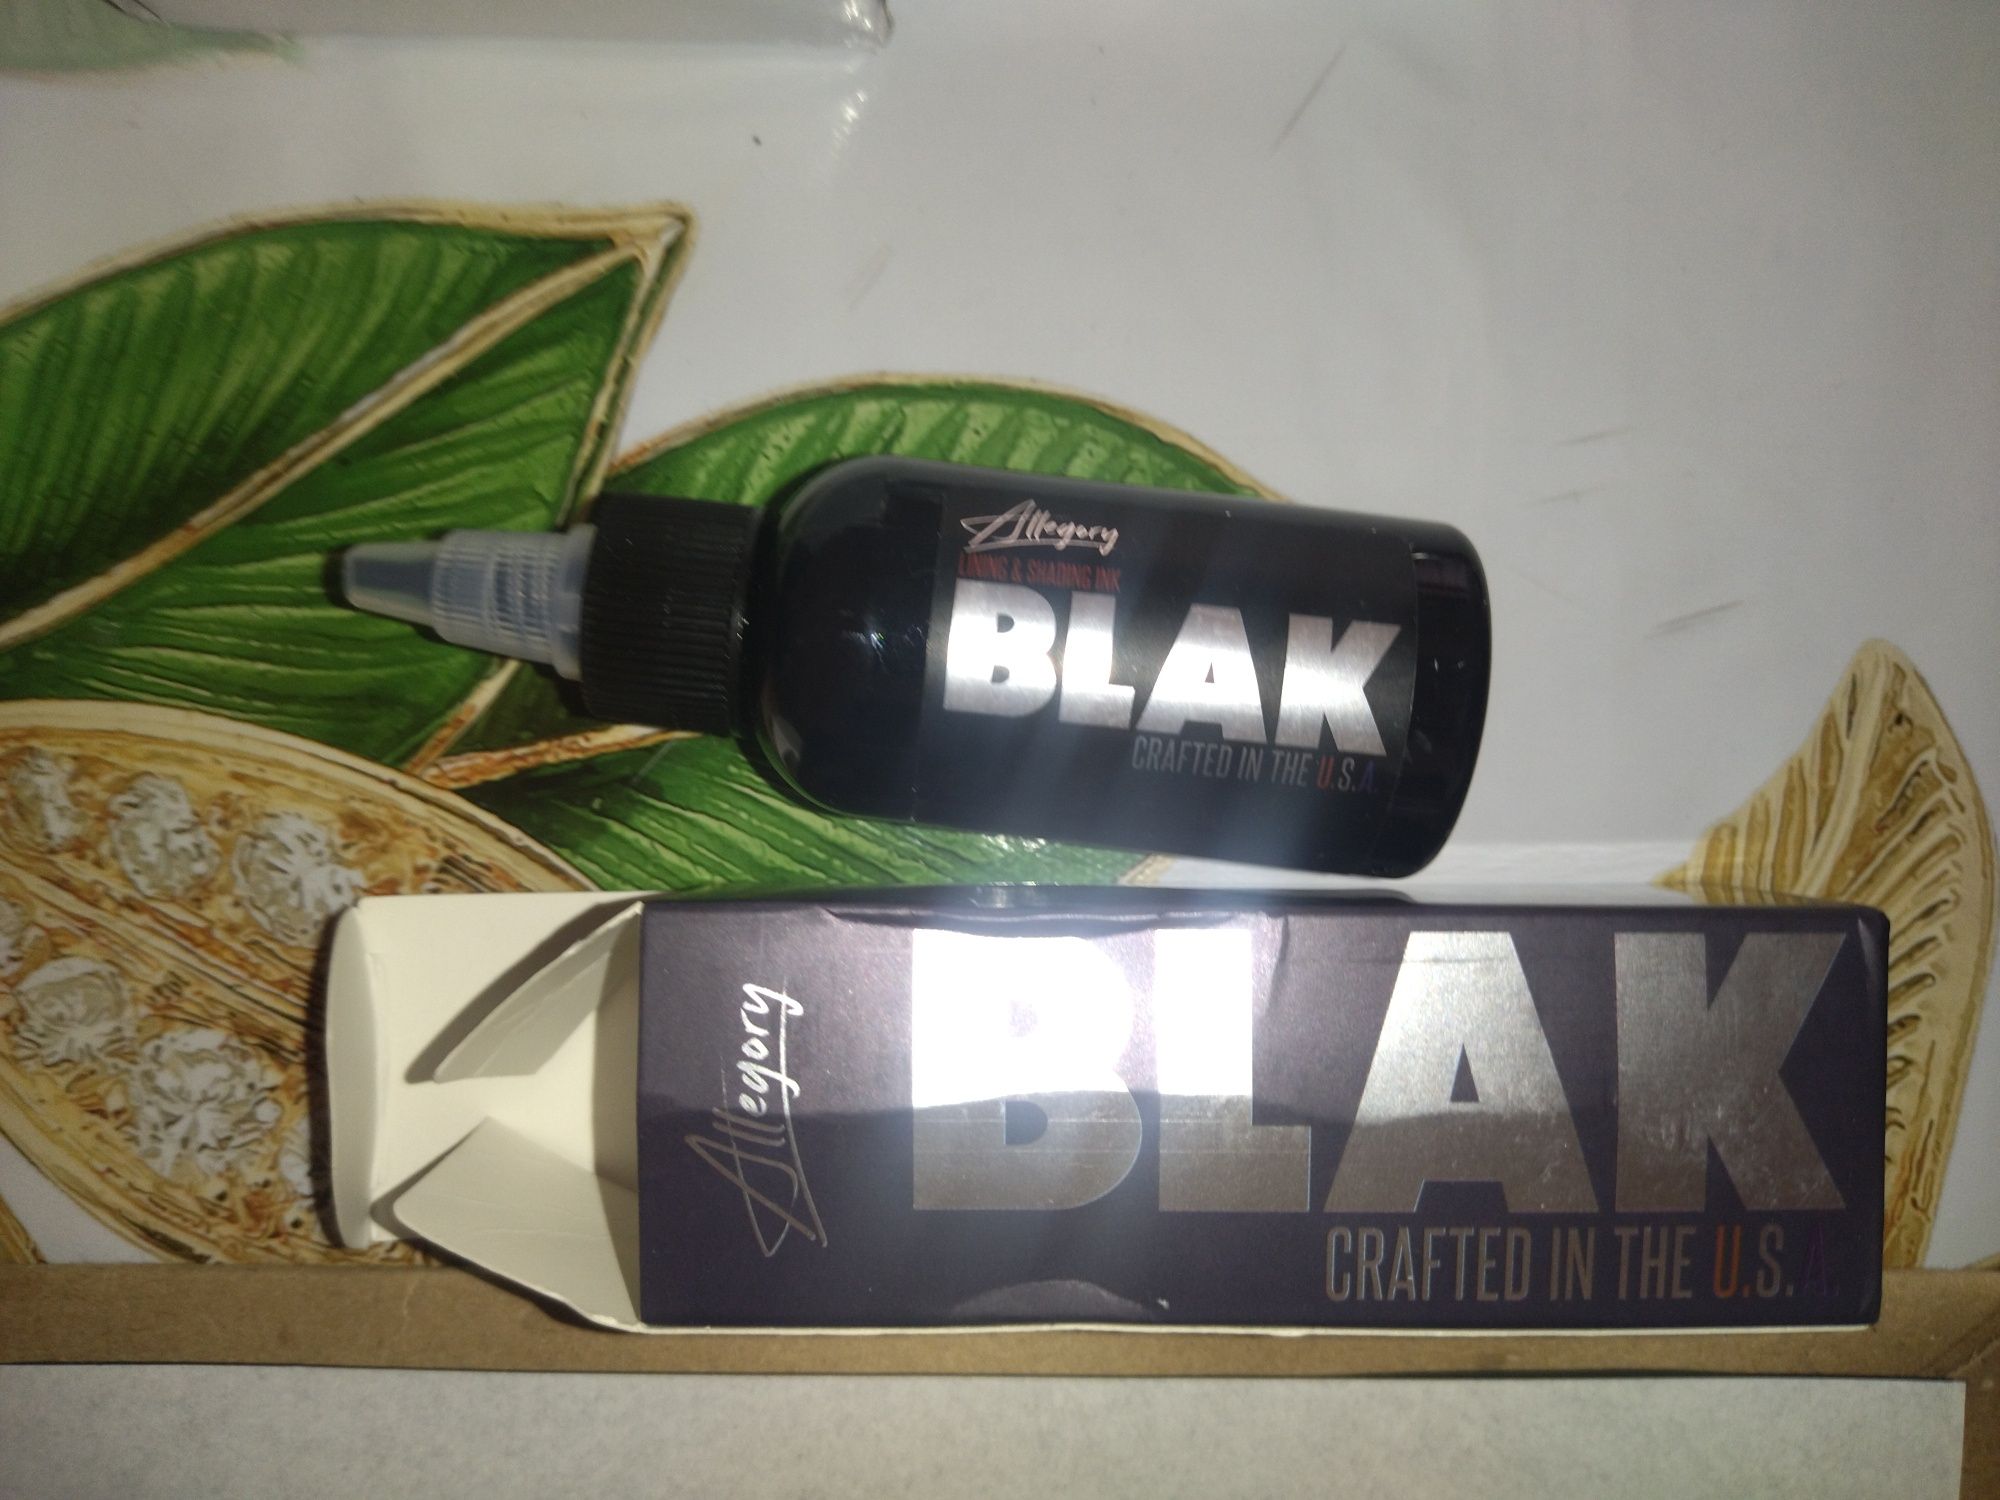 Allegory
LINING & SHADING INK
BLAK
CRAFTED IN THE U.S.A.
Allegory
BLAK
CRAFTED IN THE U.S.A.